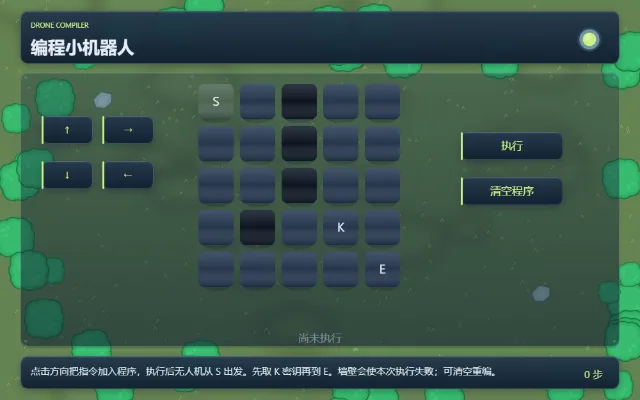 DRONE COMPILER
编程小机器人
S
↑ →
↓ ←
执行
清空程序
K
E
尚未执行
点击方向把指令加入程序，执行后无人机从 S 出发。先取 K 密钥再到 E。墙壁会使本次执行失败；可清空重编。
0 步